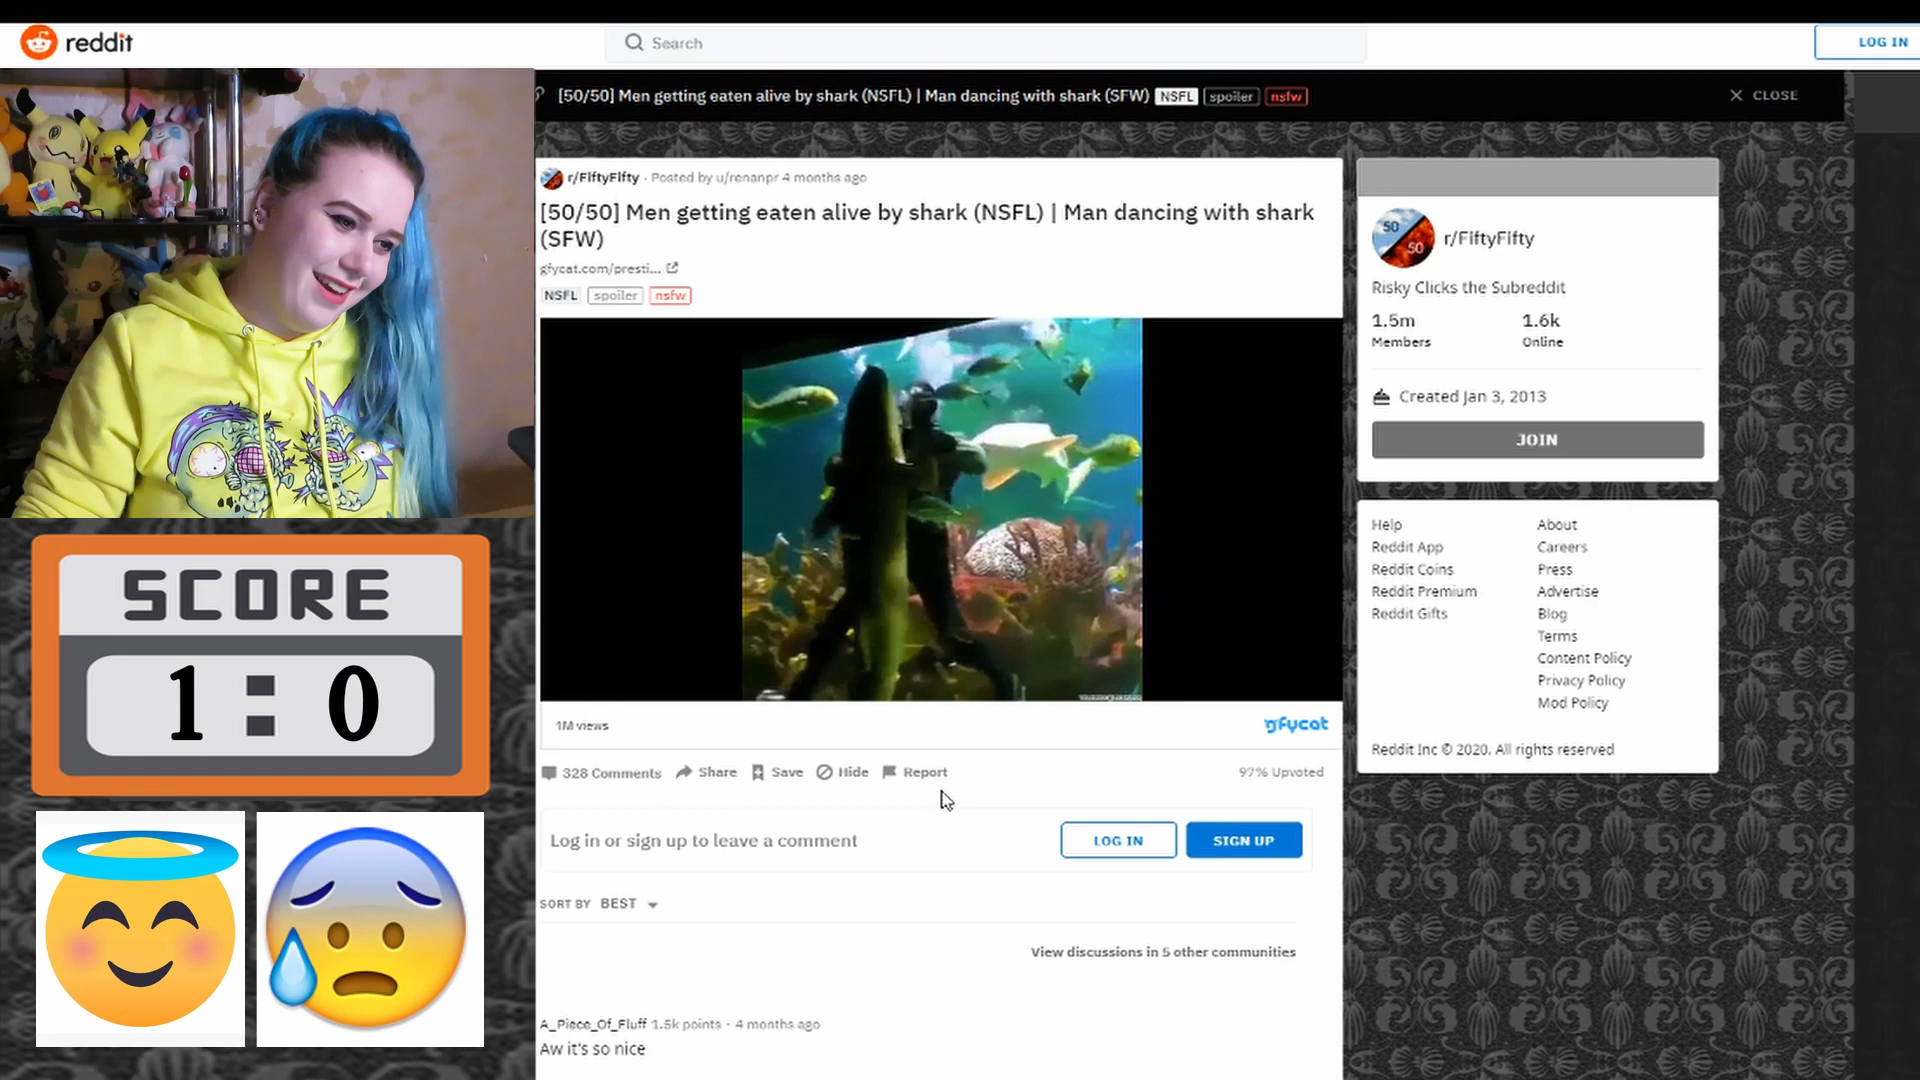 reddit
Search
LOG IN
[50/50] Men getting eaten alive by shark (NSFL) | Man dancing with shark (SFW) NSFL spoiler nsfw
CLOSE
r/FiftyFifty · Posted by u/renanpr 4 months ago
[50/50] Men getting eaten alive by shark (NSFL) | Man dancing with shark
(SFW)
gfycat.com/presti...
NSFL spoiler nsfw
1M views
gfycat
328 Comments Share Save Hide Report
97% Upvoted
Log in or sign up to leave a comment
LOG IN
SIGN UP
SORT BY BEST
View discussions in 5 other communities
A_Piece_Of_Fluff 1.5k points · 4 months ago
Aw it's so nice
50
50
r/FiftyFifty
Risky Clicks the Subreddit
1.5m 1.6k
Members Online
Created Jan 3, 2013
JOIN
Help About
Reddit App Careers
Reddit Coins Press
Reddit Premium Advertise
Reddit Gifts Blog
Terms
Content Policy
Privacy Policy
Mod Policy
Reddit Inc © 2020. All rights reserved
SCORE
1 : 0